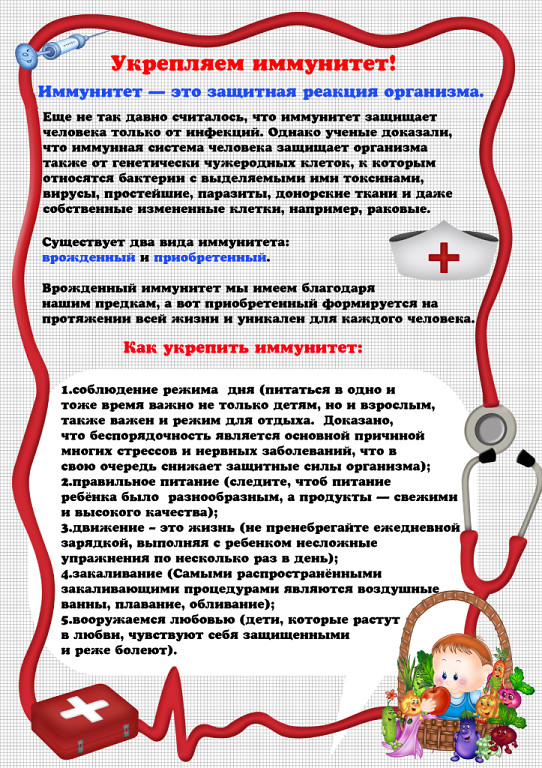 Укрепляем иммунитет!
Иммунитет — это защитная реакция организма.
Еще не так давно считалось, что иммунитет защищает
человека только от инфекций. Однако ученые доказали,
что иммунная система человека защищает организма
также от генетически чужеродных клеток, к которым
относятся бактерии с выделяемыми ими токсинами,
вирусы, простейшие, паразиты, донорские ткани и даже
собственные измененные клетки, например, раковые.
Существует два вида иммунитета:
врожденный и приобретенный.
Врожденный иммунитет мы имеем благодаря
нашим предкам, а вот приобретенный формируется на
протяжении всей жизни и уникален для каждого человека.
Как укрепить иммунитет:
1.соблюдение режима дня (питаться в одно и
тоже время важно не только детям, но и взрослым,
также важен и режим для отдыха. Доказано,
что беспорядочность является основной причиной
многих стрессов и нервных заболеваний, что в
свою очередь снижает защитные силы организма);
2.правильное питание (следите, чтоб питание
ребёнка было разнообразным, а продукты — свежими
и высокого качества);
3.движение – это жизнь (не пренебрегайте ежедневной
зарядкой, выполняя с ребенком несложные
упражнения по несколько раз в день);
4.закаливание (Самыми распространёнными
закаливающими процедурами являются воздушные
ванны, плавание, обливание);
5.вооружаемся любовью (дети, которые растут
в любви, чувствуют себя защищенными
и реже болеют).